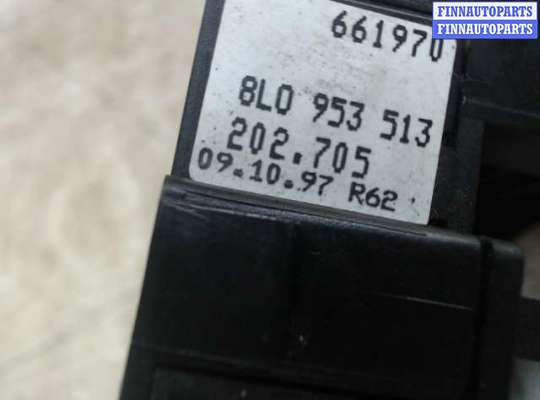 FINNAUTOPARTS
FINNAUTOPARTS
661970
8L0 953 513
202.705
09.10.97 R62